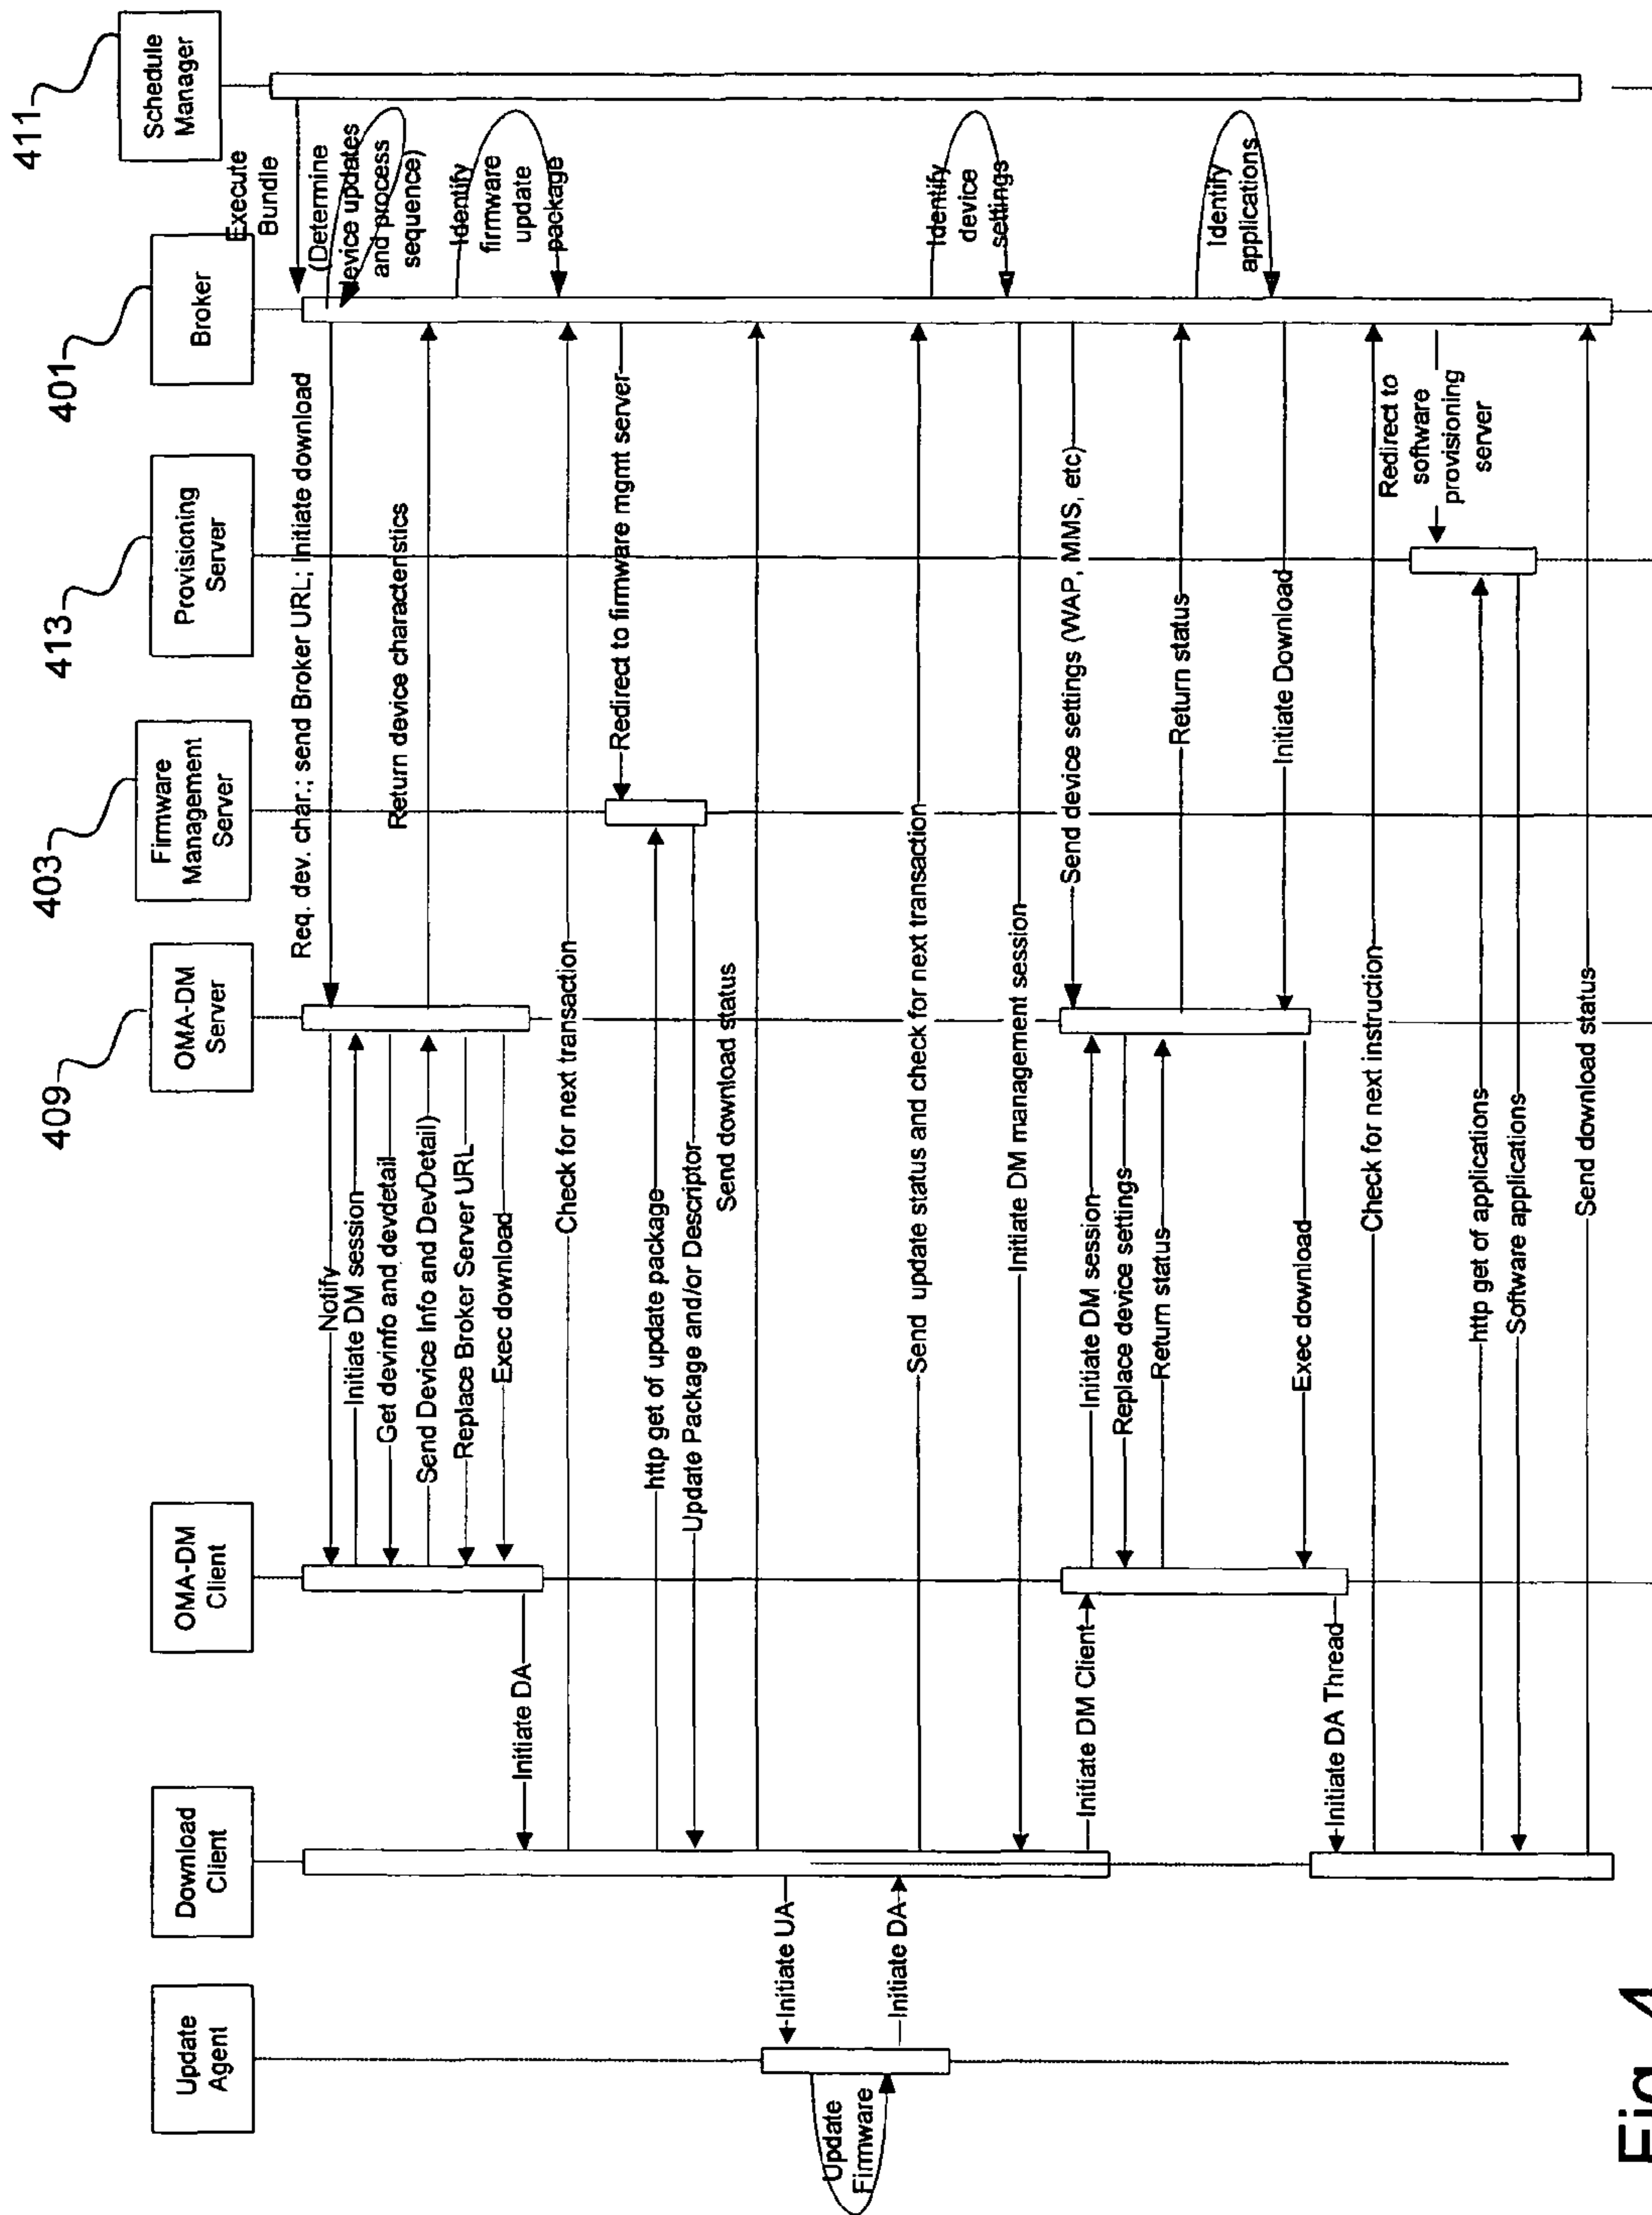 409
403
413
401
411
Update
Agent
Download
Client
OMA-DM
Client
OMA-DM
Server
Firmware
Management
Server
Provisioning
Server
Broker
Schedule
Manager
Execute
Bundle
Req. dev. char.; send Broker URL; Initiate download
(Determine
device updates
and process
sequence)
Notify
Initiate DM session
Get devinfo and devdetail
Return device characteristics
Send Device Info and DevDetail)
Replace Broker Server URL
Exec download
Identify
firmware
update
package
Initiate DA
Check for next transaction
Redirect to firmware mgmt server
http get of update package
Update Package and/or Descriptor
Send download status
Initiate UA
Update
Firmware
Initiate DA
Send update status and check for next transaction
Identify
device
settings
Initiate DM management session
Send device settings (WAP, MMS, etc)
Initiate DM Client
Initiate DM session
Replace device settings
Return status
Return status
Identify
applications
Initiate Download
Exec download
Initiate DA Thread
Check for next instruction
Redirect to
software
provisioning
server
http get of applications
Software applications
Send download status
Fig. 4